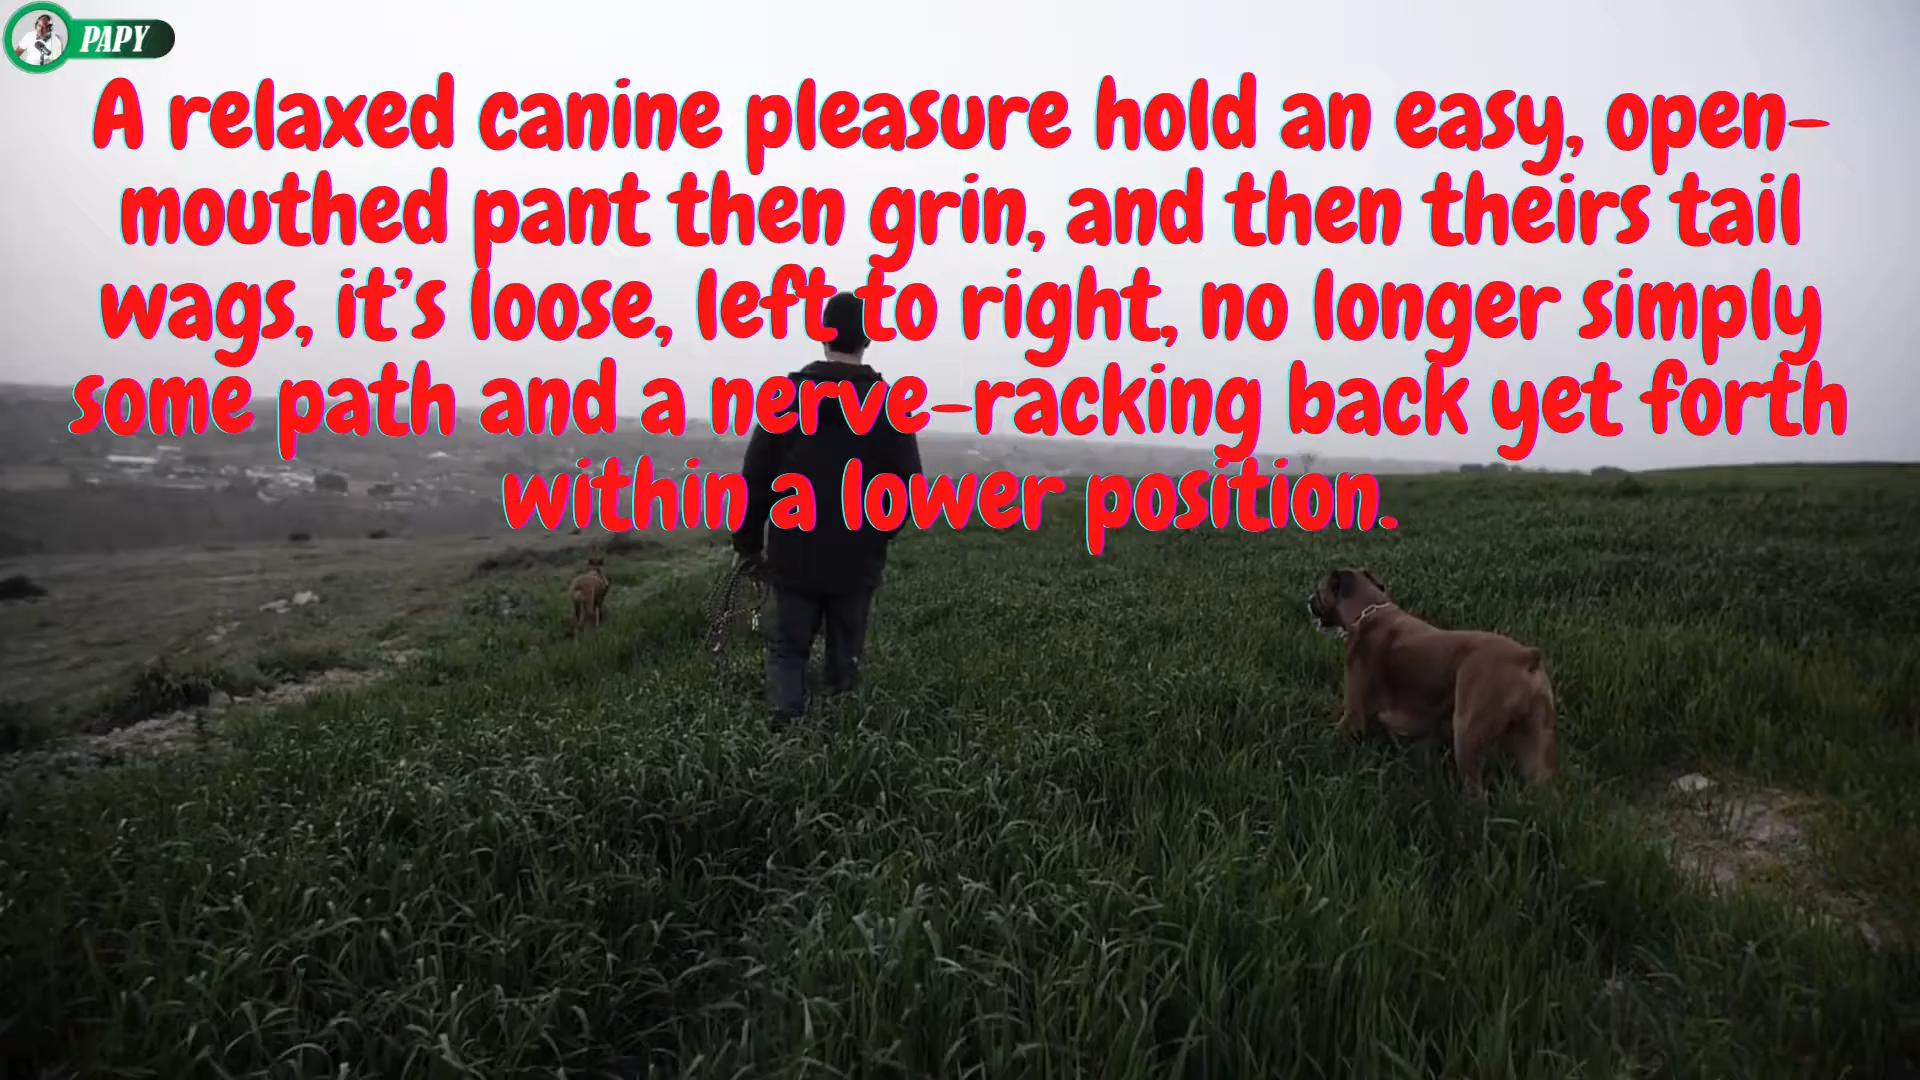 PAPY
A relaxed canine pleasure hold an easy, open-
mouthed pant then grin, and then theirs tail
wags, it's loose, left to right, no longer simply
some path and a nerve-racking back yet forth
within a lower position.